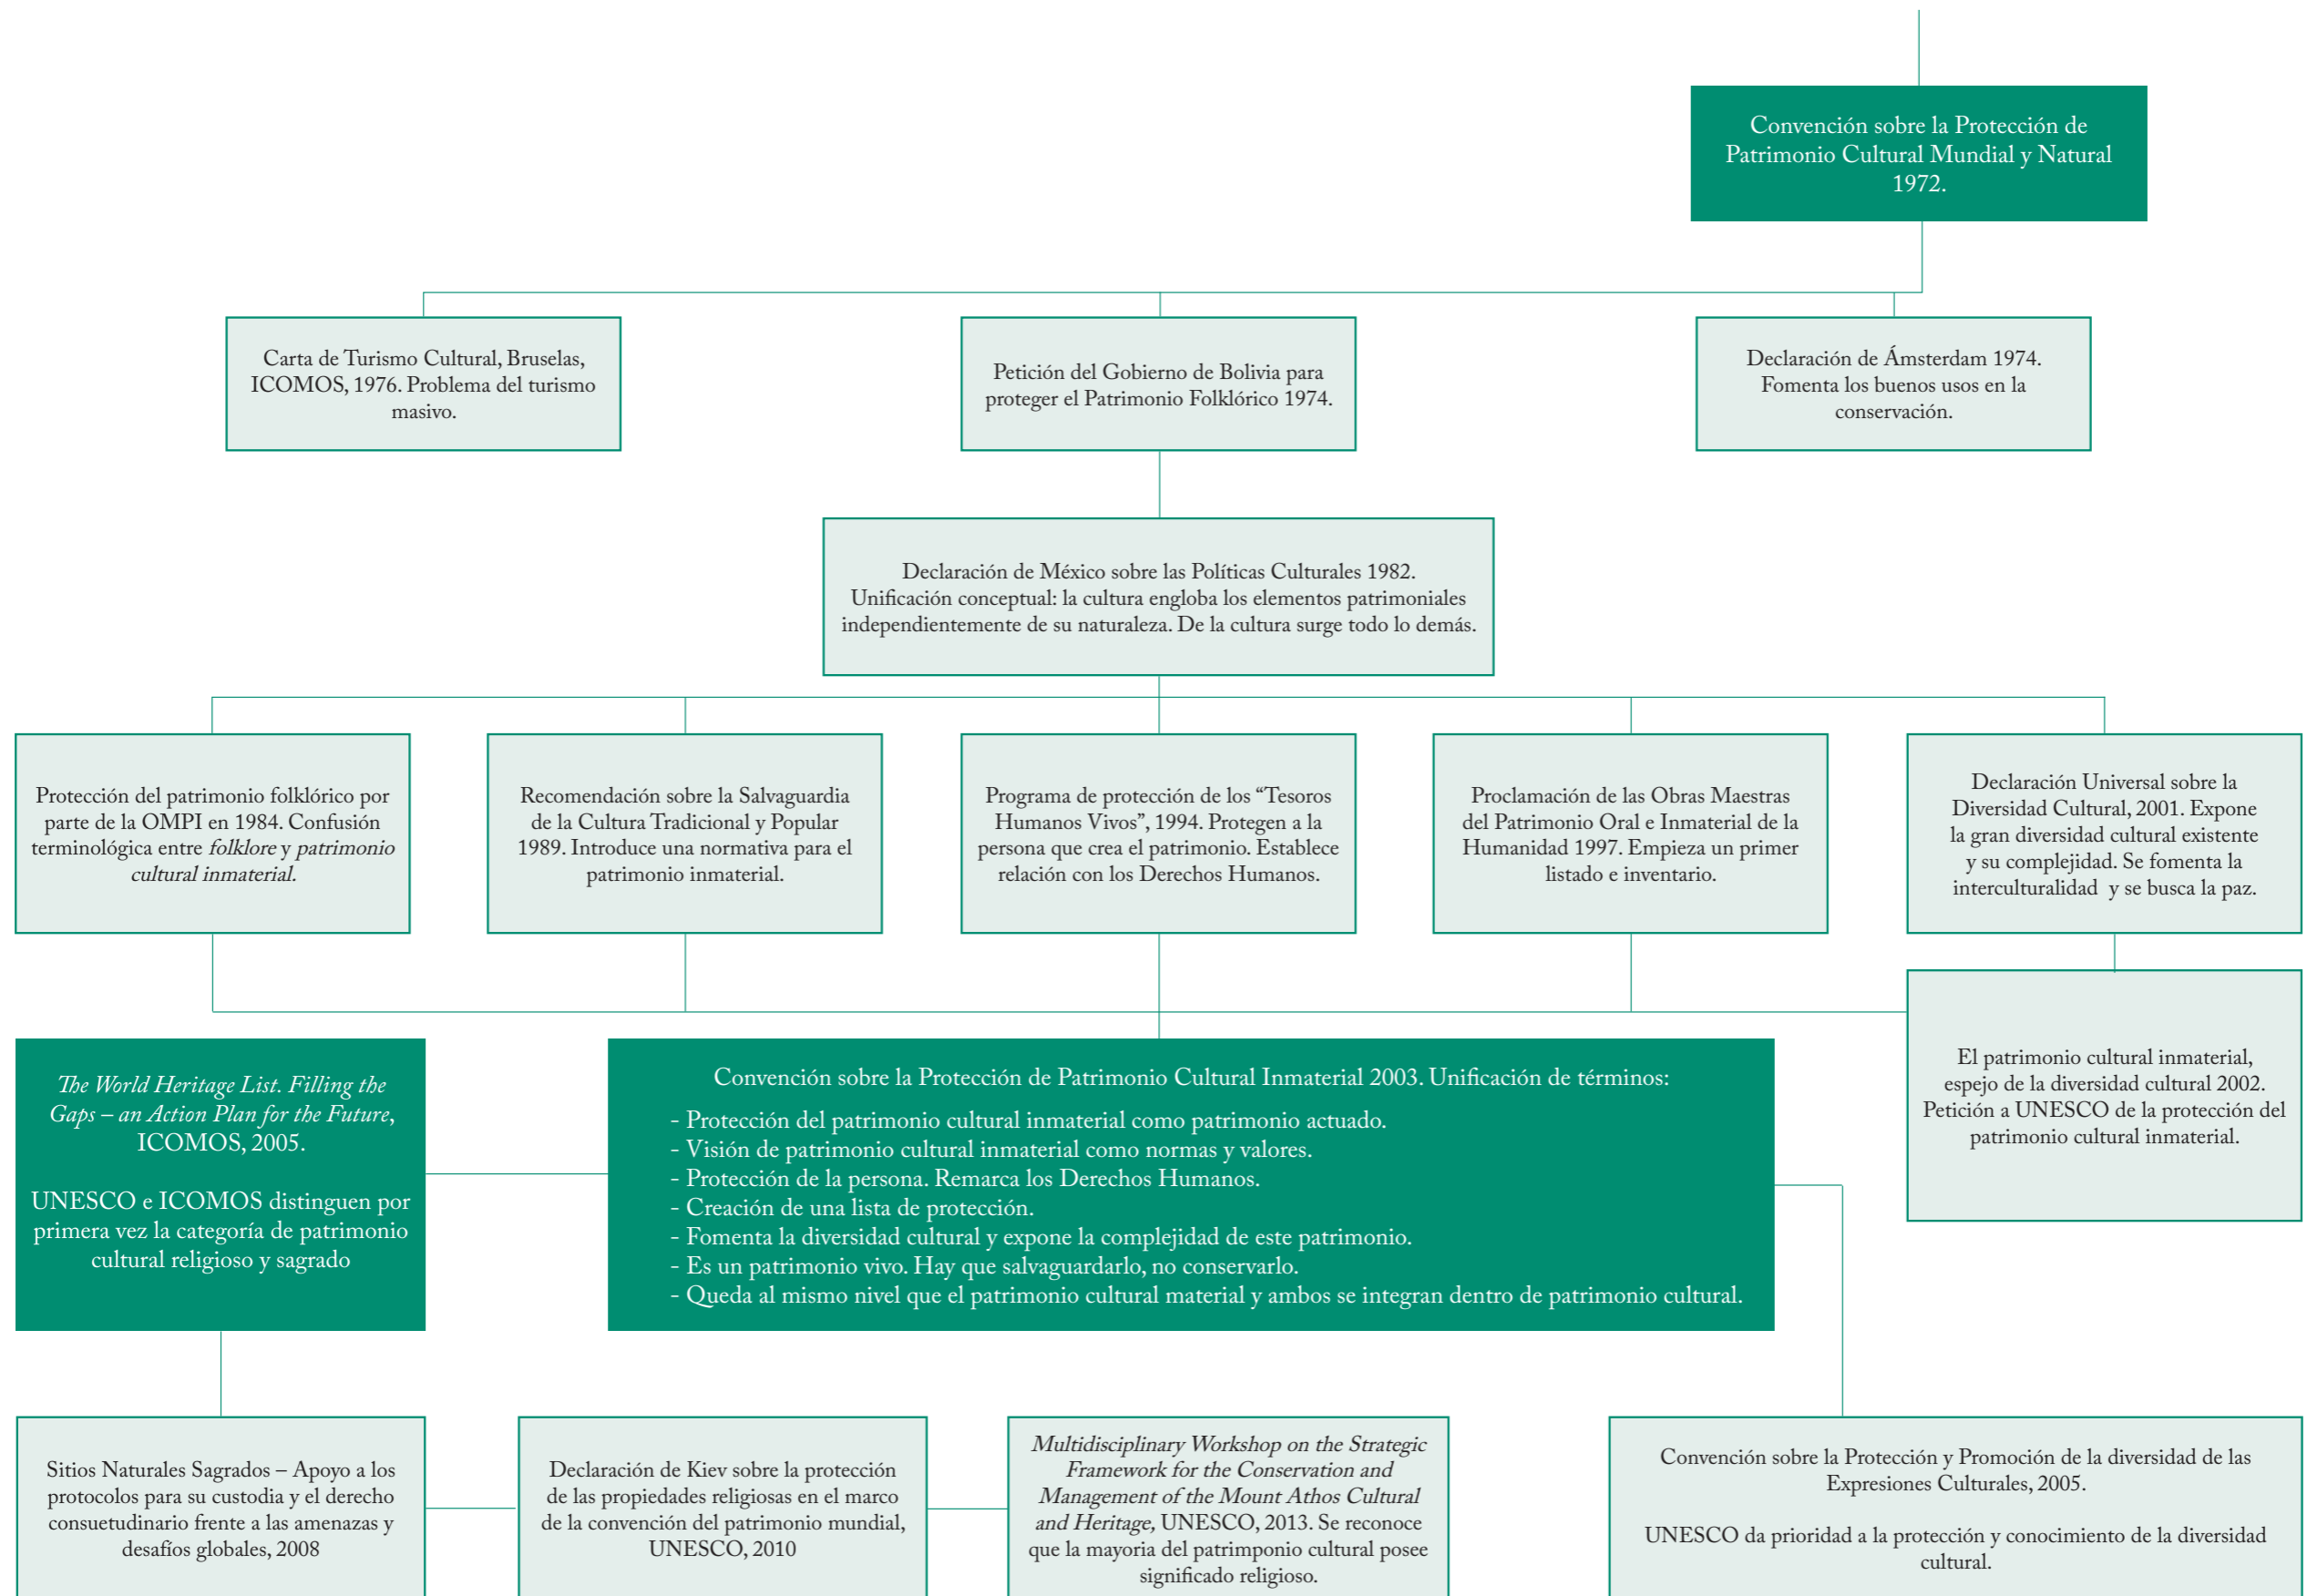 Convención sobre la Protección de
Patrimonio Cultural Mundial y Natural
1972.
Carta de Turismo Cultural, Bruselas,
ICOMOS, 1976. Problema del turismo
masivo.
Petición del Gobierno de Bolivia para
proteger el Patrimonio Folklórico 1974.
Declaración de Ámsterdam 1974.
Fomenta los buenos usos en la
conservación.
Declaración de México sobre las Políticas Culturales 1982.
Unificación conceptual: la cultura engloba los elementos patrimoniales
independientemente de su naturaleza. De la cultura surge todo lo demás.
Protección del patrimonio folklórico por
parte de la OMPI en 1984. Confusión
terminológica entre folklore y patrimonio
cultural inmaterial.
Recomendación sobre la Salvaguardia
de la Cultura Tradicional y Popular
1989. Introduce una normativa para el
patrimonio inmaterial.
Programa de protección de los “Tesoros
Humanos Vivos”, 1994. Protegen a la
persona que crea el patrimonio. Establece
relación con los Derechos Humanos.
Proclamación de las Obras Maestras
del Patrimonio Oral e Inmaterial de la
Humanidad 1997. Empieza un primer
listado e inventario.
Declaración Universal sobre la
Diversidad Cultural, 2001. Expone
la gran diversidad cultural existente
y su complejidad. Se fomenta la
interculturalidad y se busca la paz.
El patrimonio cultural inmaterial,
espejo de la diversidad cultural 2002.
Petición a UNESCO de la protección del
patrimonio cultural inmaterial.
The World Heritage List. Filling the
Gaps – an Action Plan for the Future,
ICOMOS, 2005.
UNESCO e ICOMOS distinguen por
primera vez la categoría de patrimonio
cultural religioso y sagrado
Convención sobre la Protección de Patrimonio Cultural Inmaterial 2003. Unificación de términos:
- Protección del patrimonio cultural inmaterial como patrimonio actuado.
- Visión de patrimonio cultural inmaterial como normas y valores.
- Protección de la persona. Remarca los Derechos Humanos.
- Creación de una lista de protección.
- Fomenta la diversidad cultural y expone la complejidad de este patrimonio.
- Es un patrimonio vivo. Hay que salvaguardarlo, no conservarlo.
- Queda al mismo nivel que el patrimonio cultural material y ambos se integran dentro de patrimonio cultural.
Sitios Naturales Sagrados – Apoyo a los
protocolos para su custodia y el derecho
consuetudinario frente a las amenazas y
desafíos globales, 2008
Declaración de Kiev sobre la protección
de las propiedades religiosas en el marco
de la convención del patrimonio mundial,
UNESCO, 2010
Multidisciplinary Workshop on the Strategic
Framework for the Conservation and
Management of the Mount Athos Cultural
and Heritage, UNESCO, 2013. Se reconoce
que la mayoria del patrimponio cultural posee
significado religioso.
Convención sobre la Protección y Promoción de la diversidad de las
Expresiones Culturales, 2005.
UNESCO da prioridad a la protección y conocimiento de la diversidad
cultural.